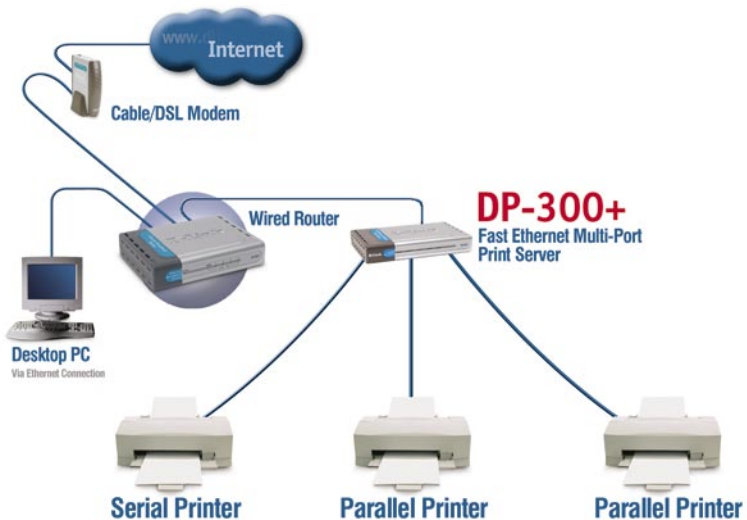 www.d
Internet
Cable/DSL Modem
Wired Router
DP-300+
Fast Ethernet Multi-Port
Print Server
Desktop PC
Via Ethernet Connection
Serial Printer
Parallel Printer
Parallel Printer